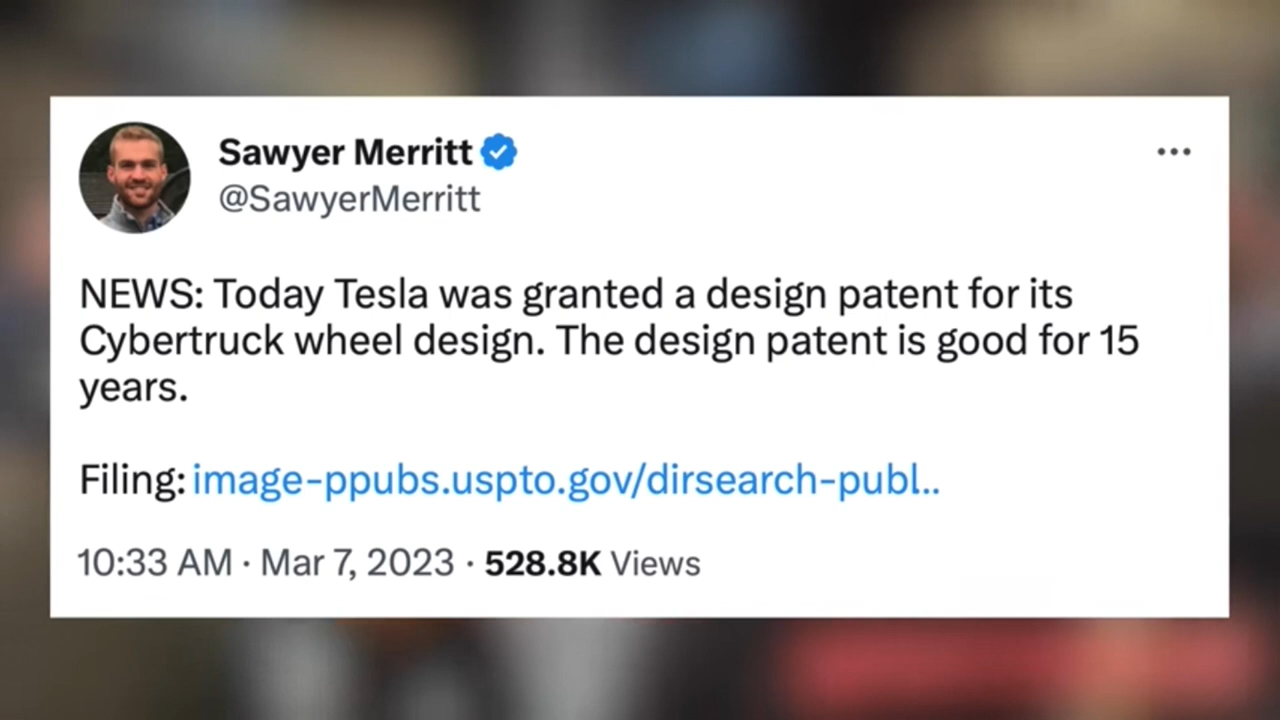 Sawyer Merritt
@SawyerMerritt
NEWS: Today Tesla was granted a design patent for its
Cybertruck wheel design. The design patent is good for 15
years.
Filing: image-ppubs.uspto.gov/dirsearch-publ..
10:33 AM · Mar 7, 2023 · 528.8K Views